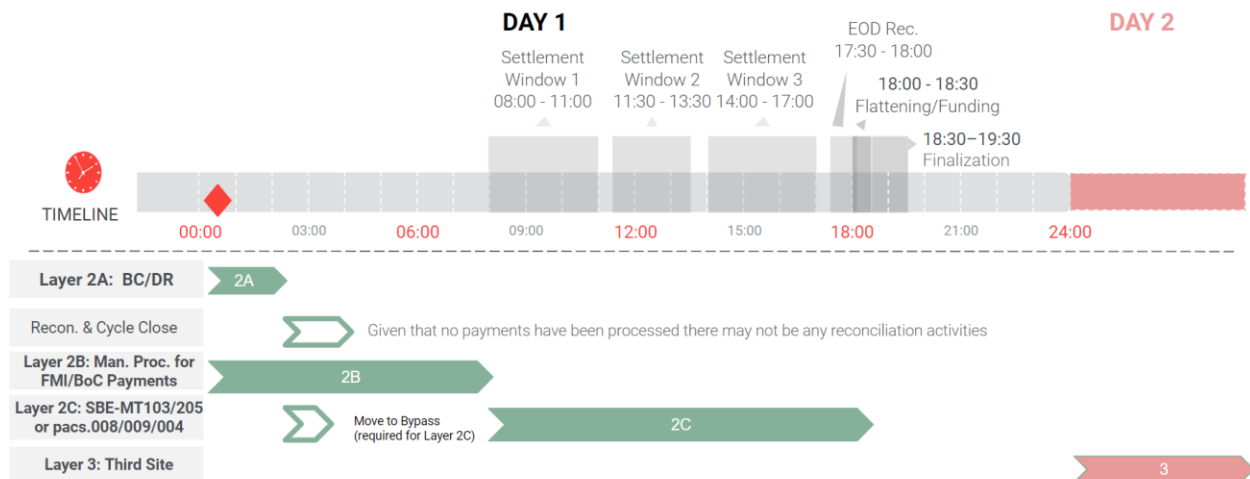 DAY 1
DAY 2
EOD Rec.
17:30 - 18:00
Settlement
Window 1
08:00 - 11:00
Settlement
Window 2
11:30 - 13:30
Settlement
Window 3
14:00 - 17:00
18:00 - 18:30
Flattening/Funding
18:30–19:30
Finalization
TIMELINE
00:00
03:00
06:00
09:00
12:00
15:00
18:00
21:00
24:00
Layer 2A: BC/DR
2A
Recon. & Cycle Close
Given that no payments have been processed there may not be any reconciliation activities
Layer 2B: Man. Proc. for
FMI/BoC Payments
2B
Layer 2C: SBE-MT103/205
or pacs.008/009/004
Move to Bypass
(required for Layer 2C)
2C
Layer 3: Third Site
3